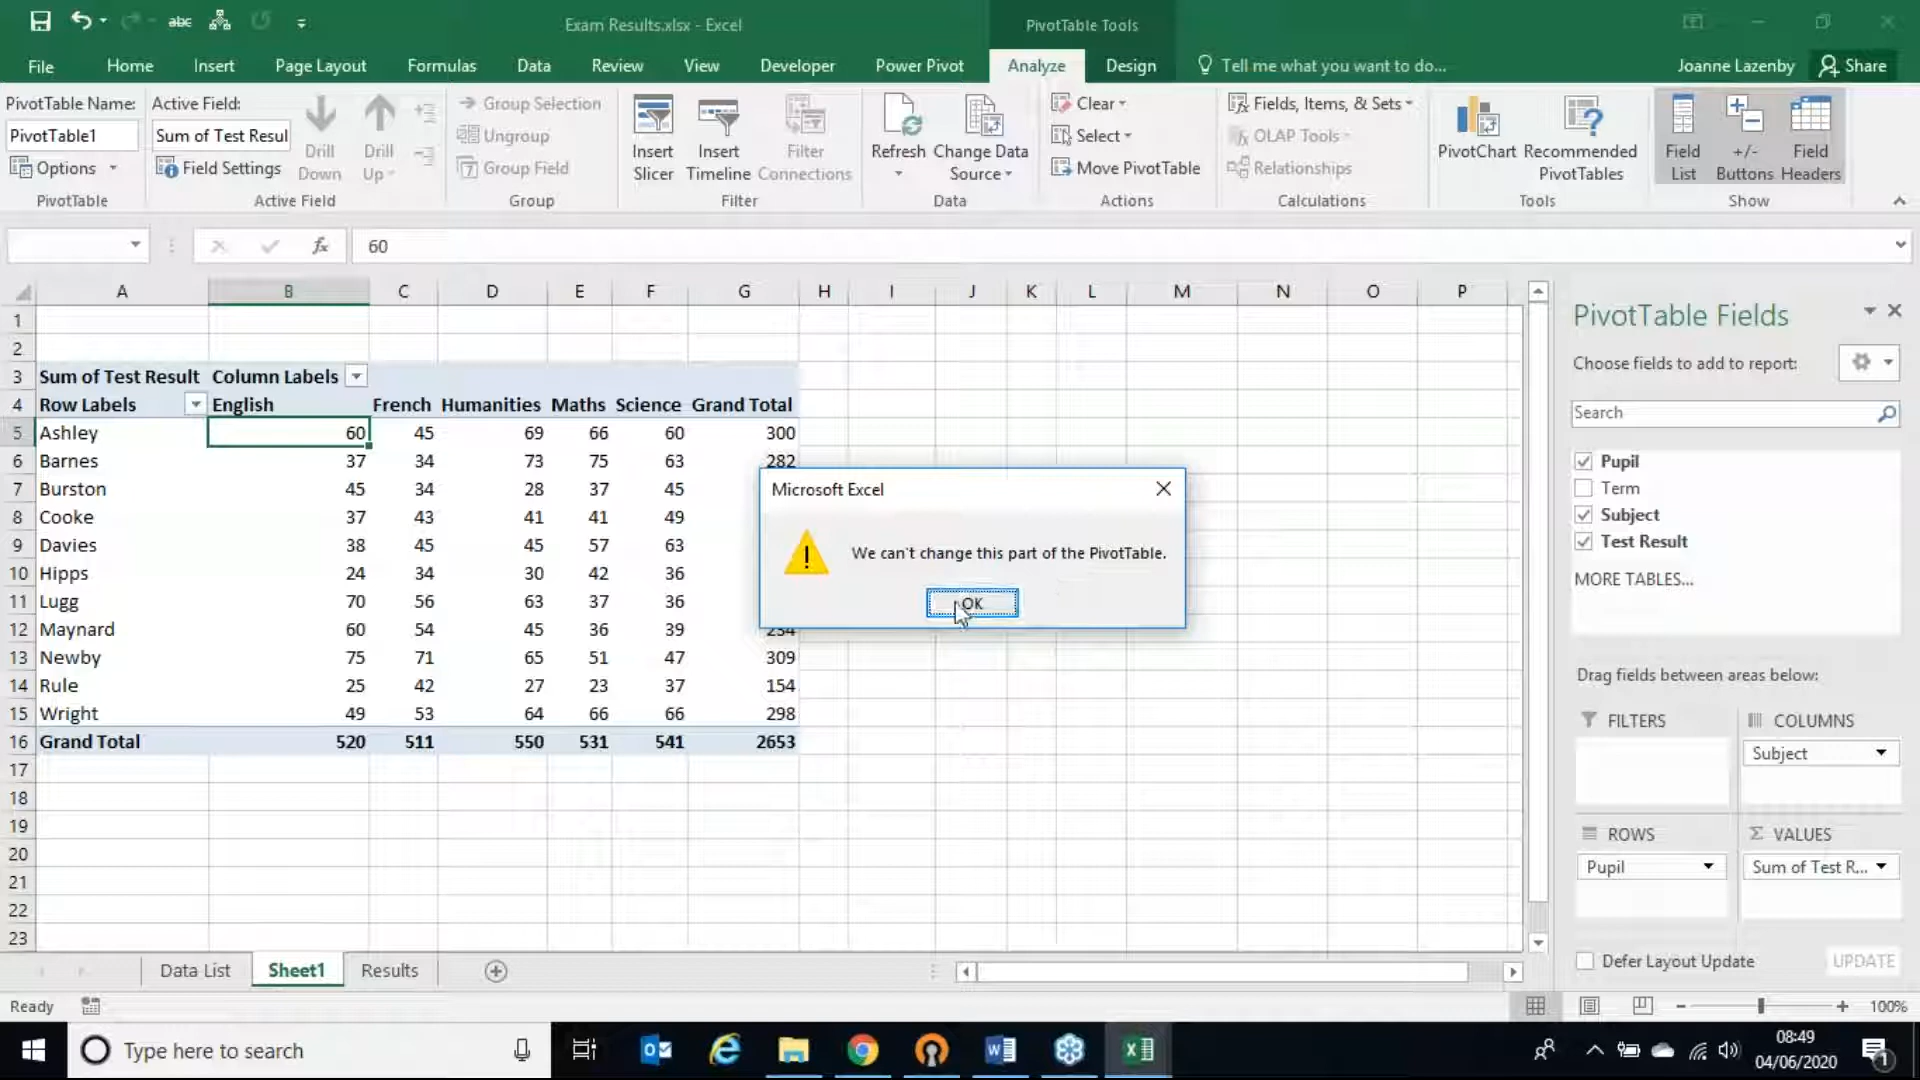 abc
Exam Results.xlsx - Excel
PivotTable Tools
File Home Insert Page Layout Formulas Data Review View Developer Power Pivot Analyze Design Tell me what you want to do... Joanne Lazenby Share
PivotTable Name:
PivotTable1
Options
PivotTable
Active Field:
Sum of Test Resul
Field Settings
Drill
Down
Drill
Up
Active Field
Group Selection
Ungroup
Group Field
Group
Insert
Slicer
Insert
Timeline
Filter
Connections
Filter
Refresh
Change Data
Source
Data
Clear
Select
Move PivotTable
Actions
Fields, Items, & Sets
OLAP Tools
Relationships
Calculations
PivotChart
Recommended
PivotTables
Tools
Field
List
+/-
Buttons
Field
Headers
Show
fx 60
A B C D E F G H I J K L M N O P
1
2
3 Sum of Test Result Column Labels
4 Row Labels English French Humanities Maths Science Grand Total
5 Ashley 60 45 69 66 60 300
6 Barnes 37 34 73 75 63 282
7 Burston 45 34 28 37 45
8 Cooke 37 43 41 41 49
9 Davies 38 45 45 57 63
10 Hipps 24 34 30 42 36
11 Lugg 70 56 63 37 36
12 Maynard 60 54 45 36 39 234
13 Newby 75 71 65 51 47 309
14 Rule 25 42 27 23 37 154
15 Wright 49 53 64 66 66 298
16 Grand Total 520 511 550 531 541 2653
17
18
19
20
21
22
23
Microsoft Excel
We can't change this part of the PivotTable.
OK
PivotTable Fields
Choose fields to add to report:
Search
Pupil
Term
Subject
Test Result
MORE TABLES...
Drag fields between areas below:
FILTERS
COLUMNS
Subject
ROWS
Pupil
Σ VALUES
Sum of Test R...
Defer Layout Update UPDATE
Data List Sheet1 Results
Ready
100%
Type here to search
08:49
04/06/2020
1